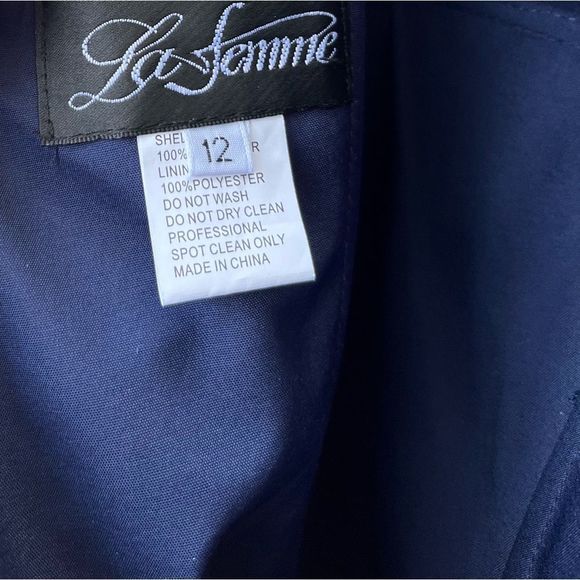 La Femme
12
SHEL
100% R
LININ
100%POLYESTER
DO NOT WASH
DO NOT DRY CLEAN
PROFESSIONAL
SPOT CLEAN ONLY
MADE IN CHINA